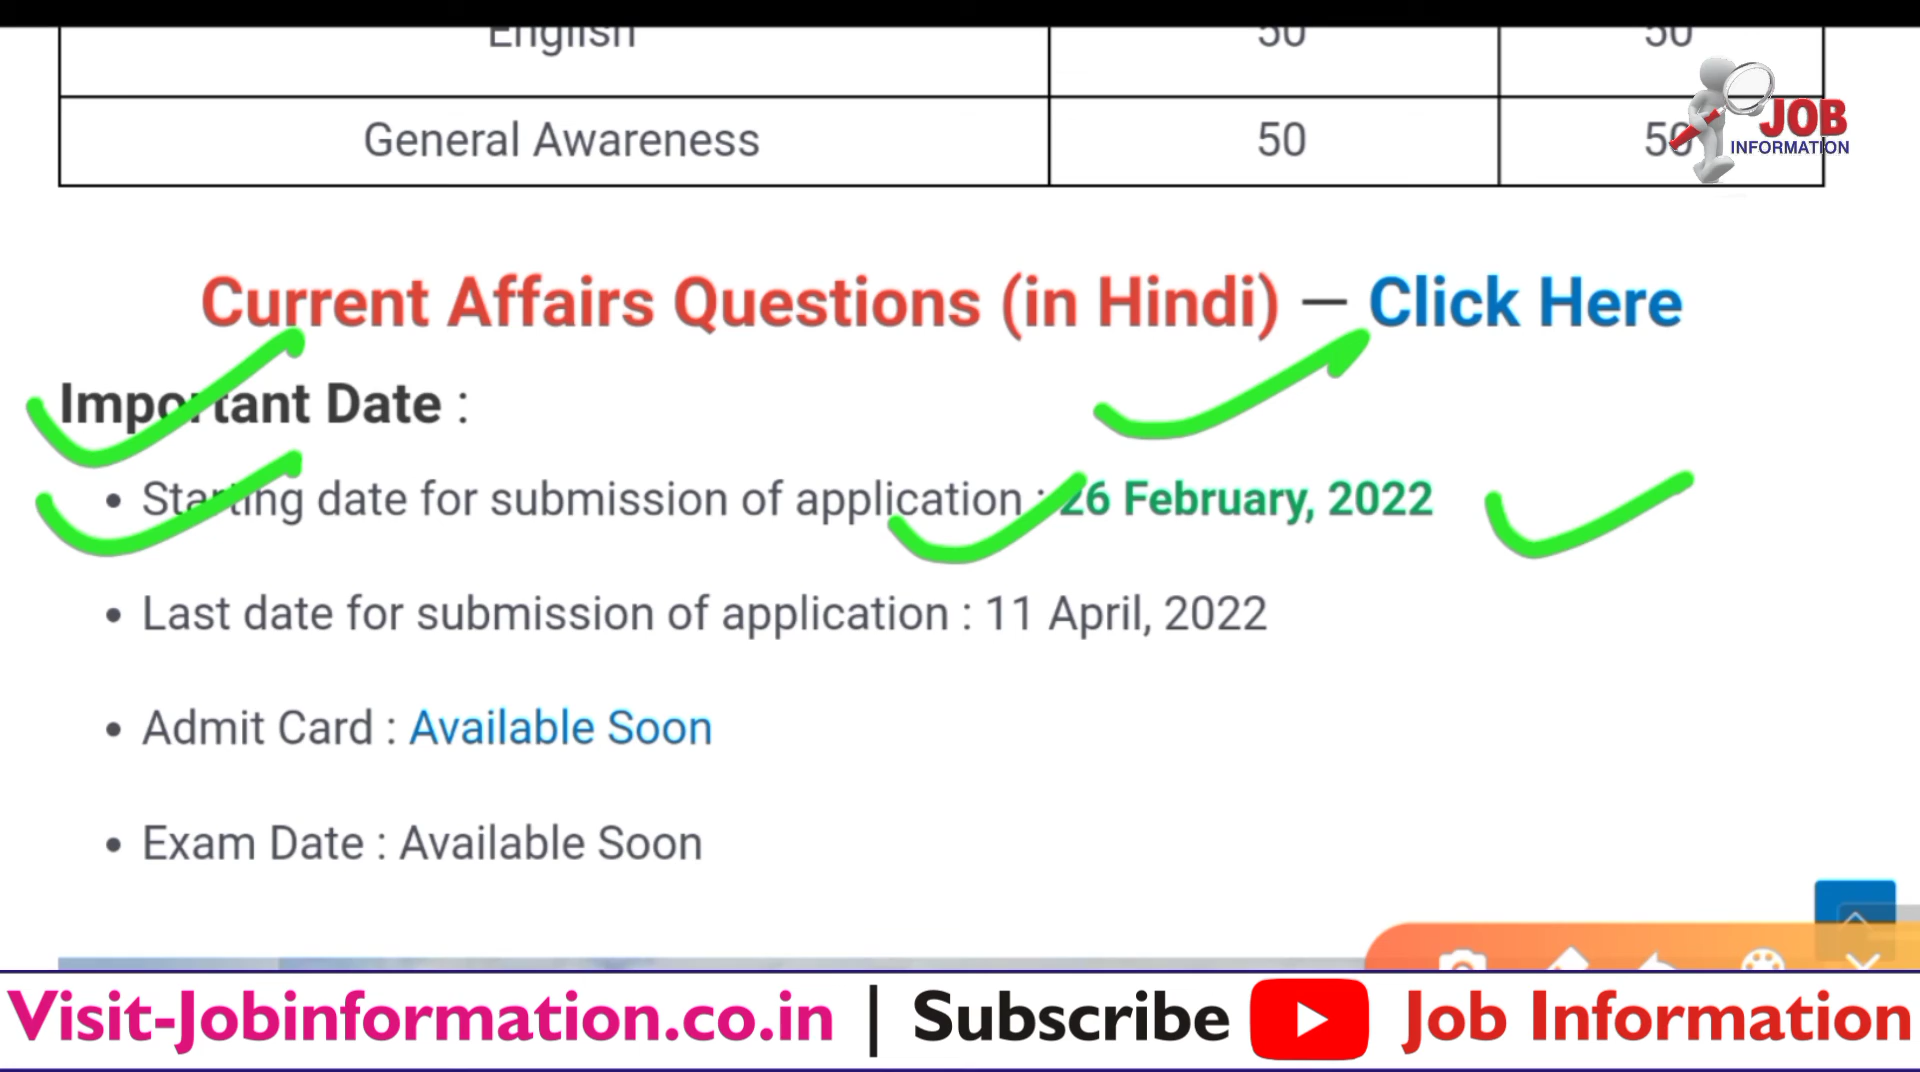 English 50 50
General Awareness 50 50
JOB
INFORMATION
Current Affairs Questions (in Hindi) — Click Here
Important Date :
• Starting date for submission of application : 26 February, 2022
• Last date for submission of application : 11 April, 2022
• Admit Card : Available Soon
• Exam Date : Available Soon
Visit-Jobinformation.co.in | Subscribe Job Information